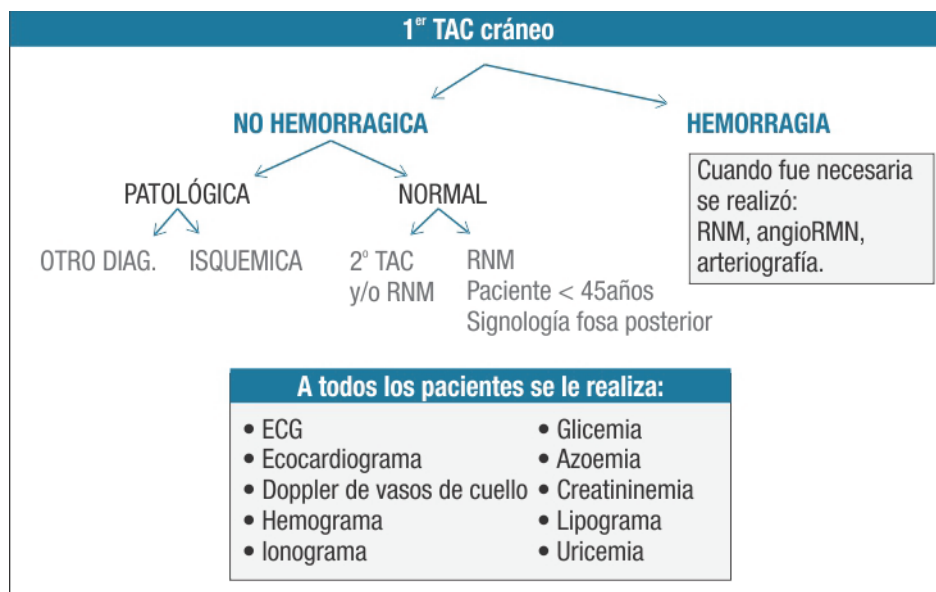 1er TAC cráneo
NO HEMORRAGICA
HEMORRAGIA
Cuando fue necesaria
se realizó:
RNM, angioRMN,
arteriografía.
PATOLÓGICA
NORMAL
OTRO DIAG.
ISQUEMICA
2º TAC
y/o RNM
RNM
Paciente < 45años
Signología fosa posterior
A todos los pacientes se le realiza:
• ECG
• Ecocardiograma
• Doppler de vasos de cuello
• Hemograma
• Ionograma
• Glicemia
• Azoemia
• Creatininemia
• Lipograma
• Uricemia